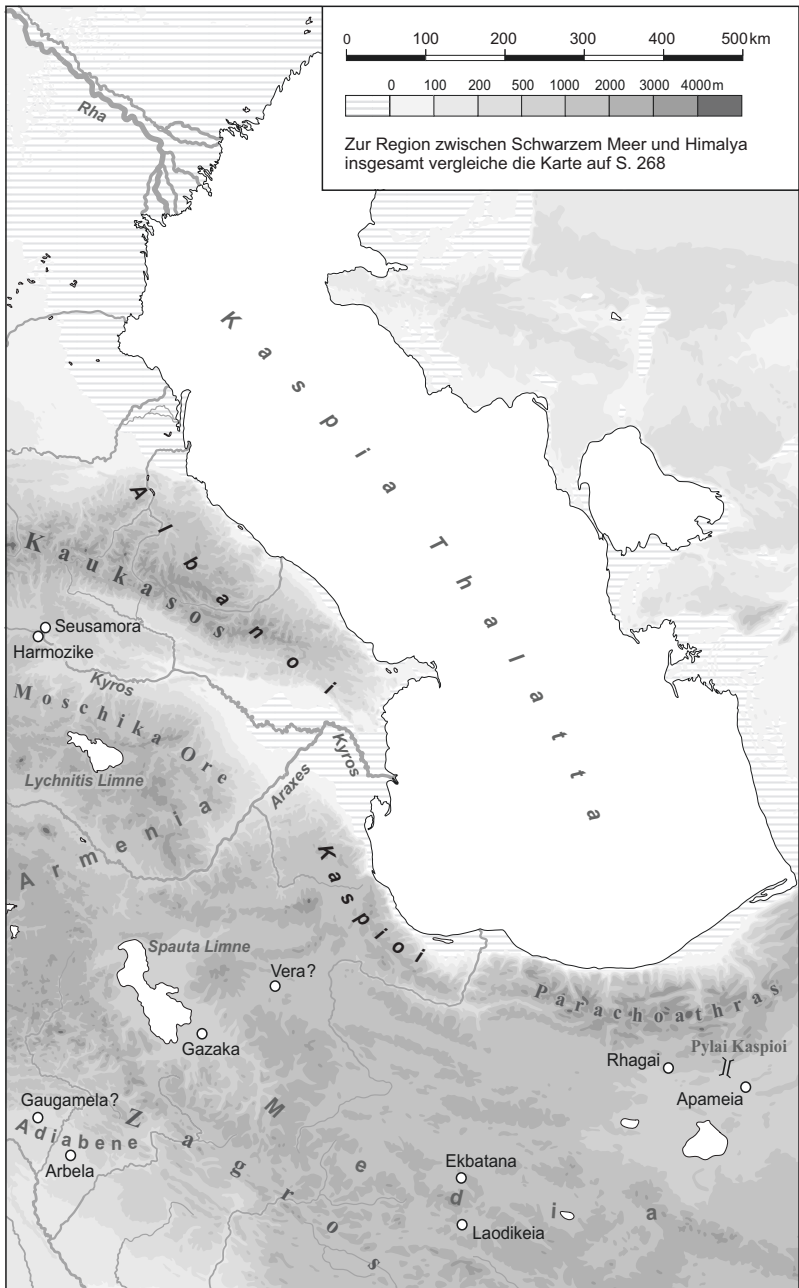 0 100 200 300 400 500km
0 100 200 500 1000 2000 3000 4000m
Zur Region zwischen Schwarzem Meer und Himalya
insgesamt vergleiche die Karte auf S. 268
Rha
Kaspia Thalatta
Albanoi
Kaukasos
Seusamora
Harmozike
Kyros
Moschika Ore
Kyros
Lychnitis Limne
Araxes
Armenia
Kaspioi
Spauta Limne
Vera?
Parachoathras
Gazaka
Pylai Kaspioi
Rhagai
Apameia
Gaugamela?
Zagros
Media
Adiabene
Arbela
Ekbatana
Laodikeia